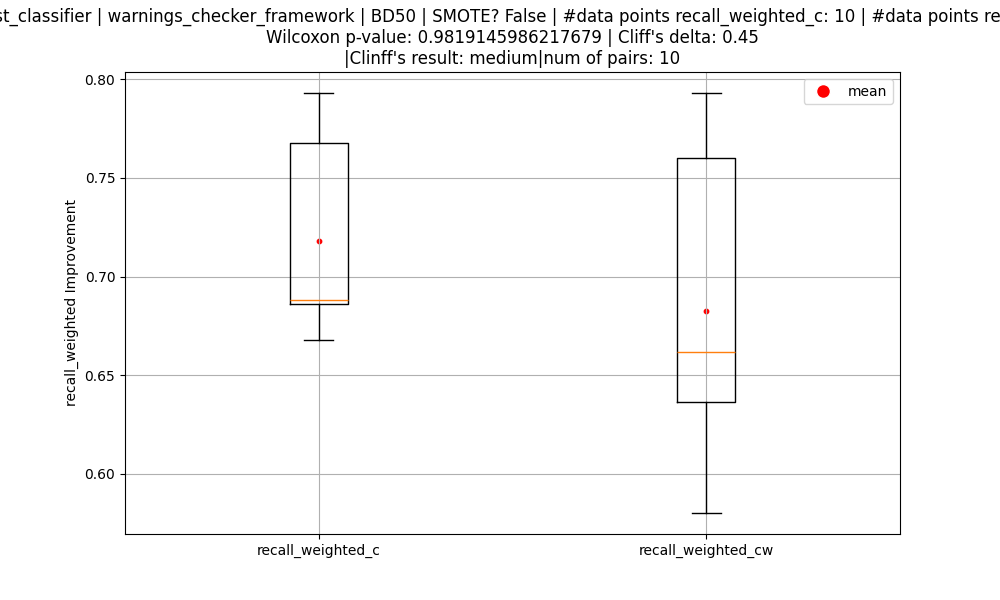 st_classifier | warnings_checker_framework | BD50 | SMOTE? False | #data points recall_weighted_c: 10 | #data points re
Wilcoxon p-value: 0.9819145986217679 | Cliff's delta: 0.45
|Clinff's result: medium|num of pairs: 10
mean
0.80
0.75
0.70
0.65
0.60
recall_weighted Improvement
recall_weighted_c
recall_weighted_cw